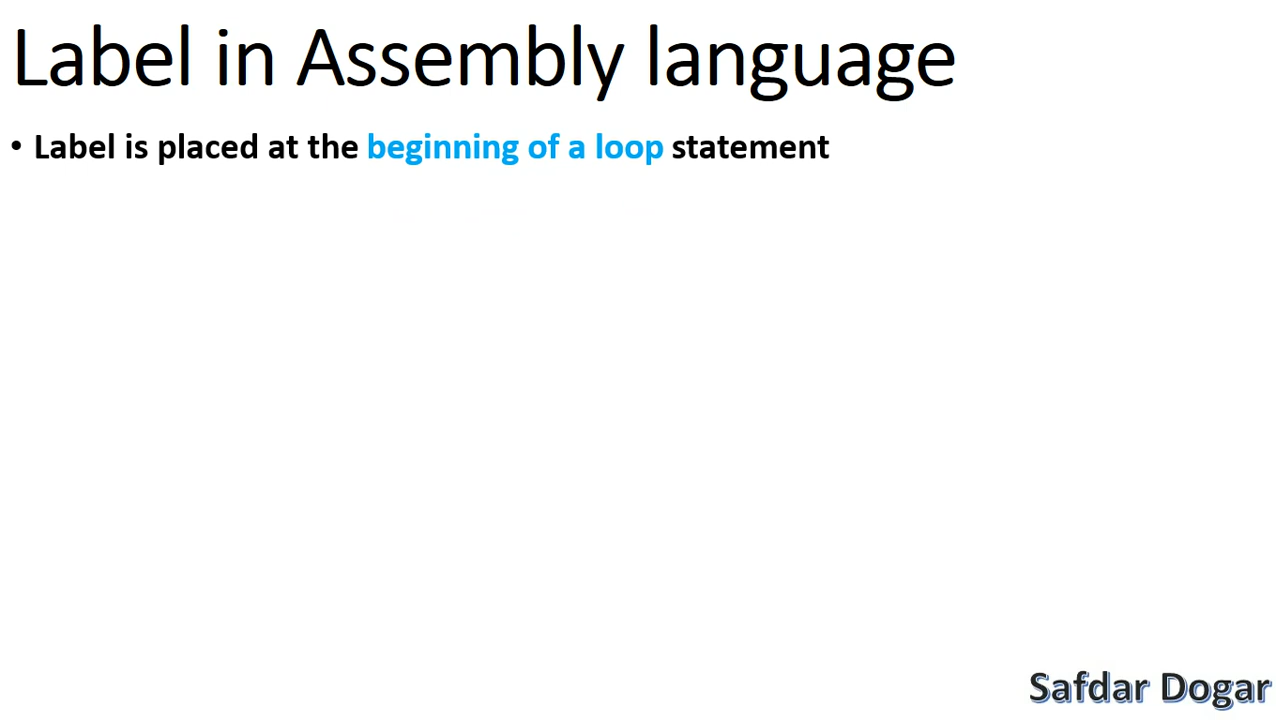 Label in Assembly language
• Label is placed at the beginning of a loop statement
Safdar Dogar